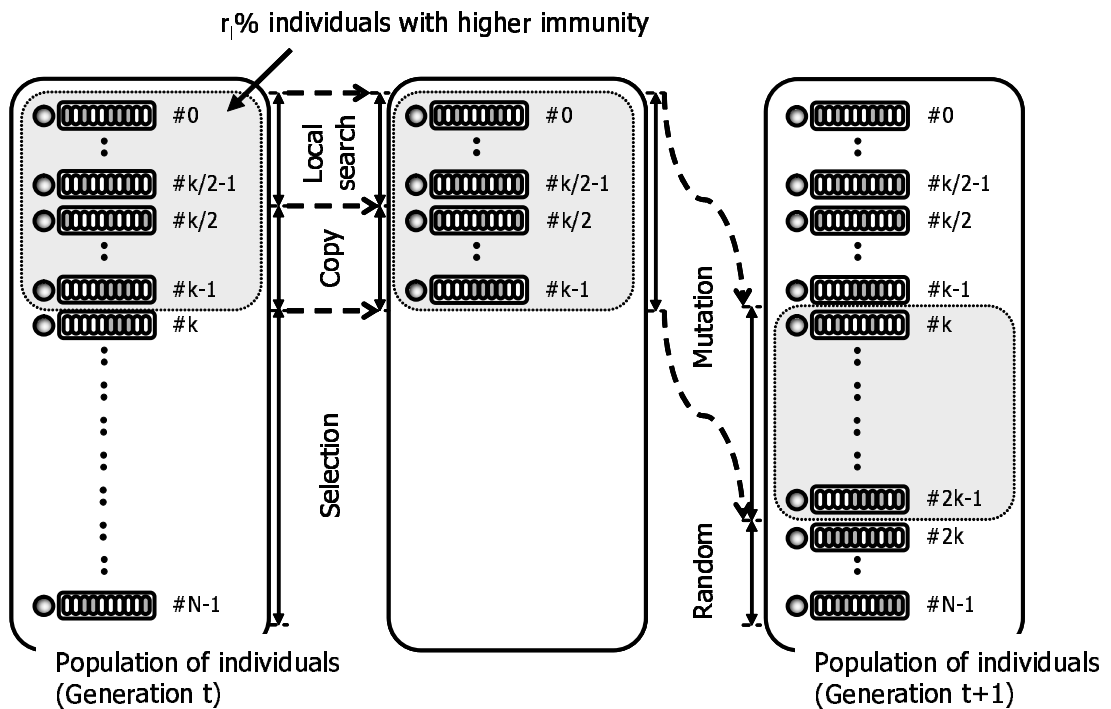 r|% individuals with higher immunity
#0
#k/2-1
#k/2
#k-1
#k
#N-1
Local
search
Copy
Selection
#0
#k/2-1
#k/2
#k-1
Mutation
Random
#0
#k/2-1
#k/2
#k-1
#k
#2k-1
#2k
#N-1
Population of individuals
(Generation t)
Population of individuals
(Generation t+1)